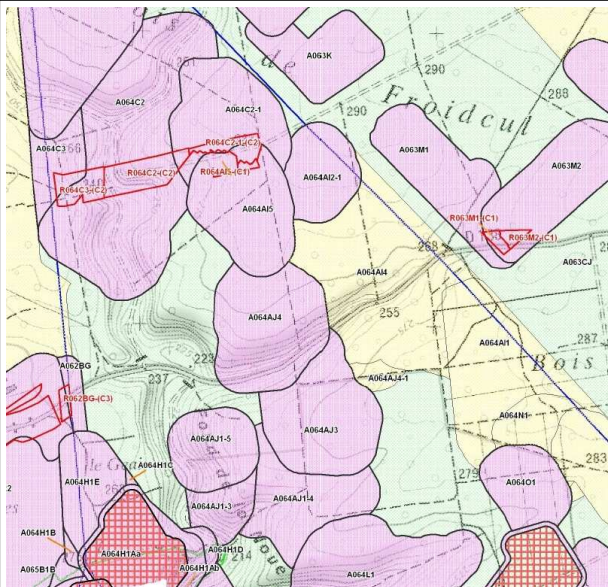 A063K
de
290
288
Froidcul
A064C2
A064C2-1
290
A063M1
A063M2
R064C2-1-(C2)
A064C3
R064C2-(C2)
R064AI5-(C1)
A064AI2-1
R064C3-(C2)
A064AI5
R063M1-(C1)
R063M2-(C1)
268
A063CJ
A064AI4
A064AJ4
255
287
A064AI1
Bois
223
A062BG
237
A064AJ4-1
R062BG-(C3)
A064N1
A064AJ3
A064AJ1-5
283
A064H1C
279
A064H1E
A064O1
A064AJ1-3
A064AJ1-4
A064H1B
A064H1Aa
A064H1D
214
A065B1B
A064H1Ab
A064L1